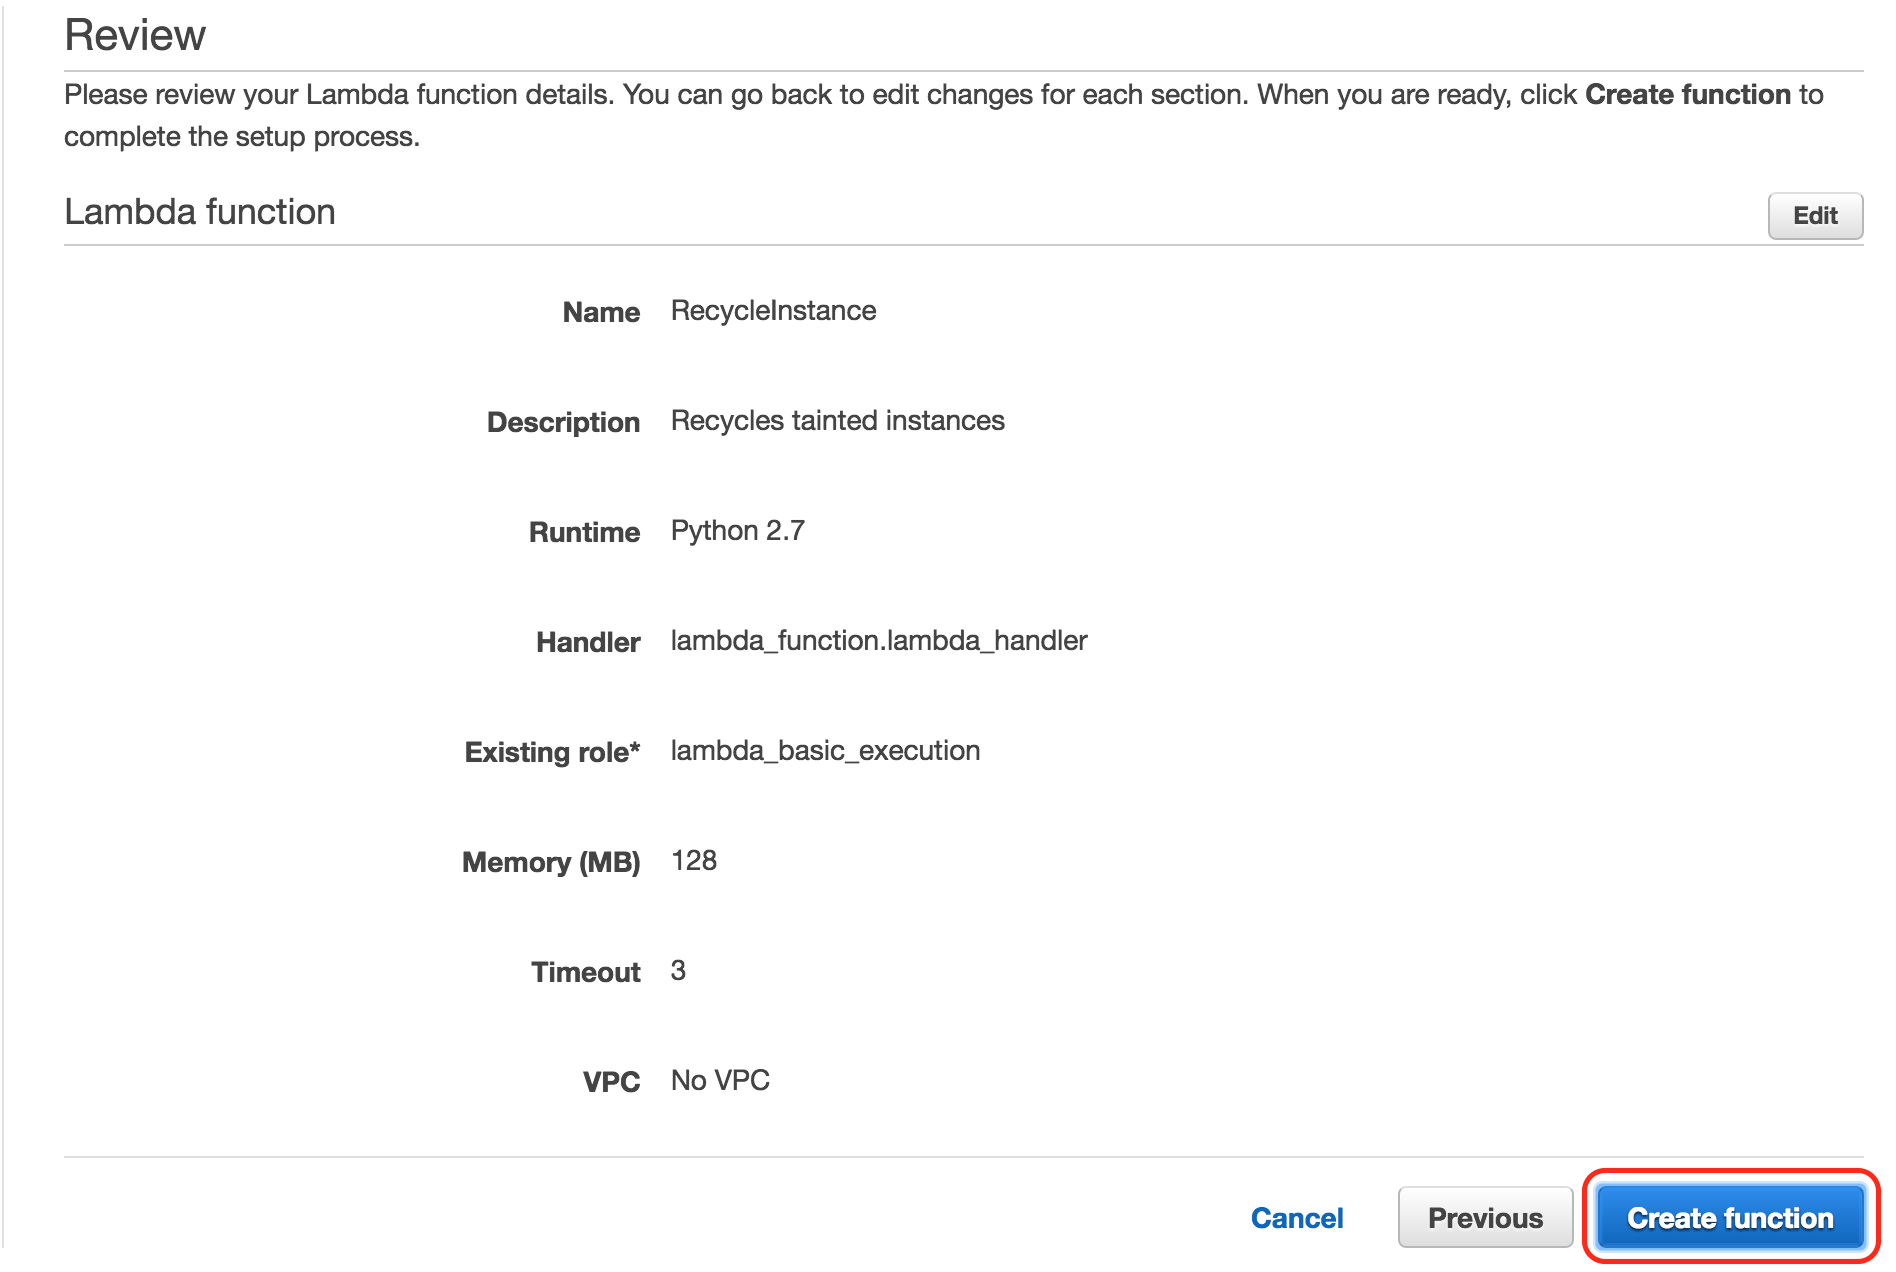 Review
Please review your Lambda function details. You can go back to edit changes for each section. When you are ready, click Create function to
complete the setup process.
Lambda function
Edit
Name RecycleInstance
Description Recycles tainted instances
Runtime Python 2.7
Handler lambda_function.lambda_handler
Existing role* lambda_basic_execution
Memory (MB) 128
Timeout 3
VPC No VPC
Cancel Previous Create function